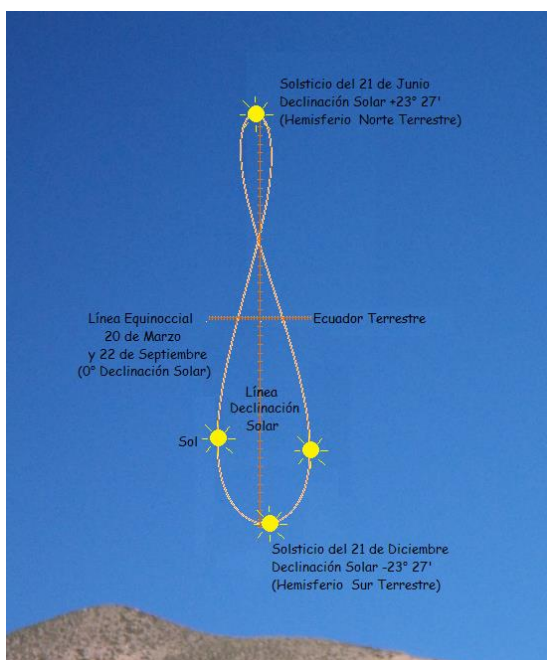 Solsticio del 21 de Junio
Declinación Solar +23° 27'
(Hemisferio Norte Terrestre)
Línea Equinoccial
20 de Marzo
y 22 de Septiembre
(0° Declinación Solar)
Ecuador Terrestre
Línea
Declinación
Solar
Sol
Solsticio del 21 de Diciembre
Declinación Solar -23° 27'
(Hemisferio Sur Terrestre)